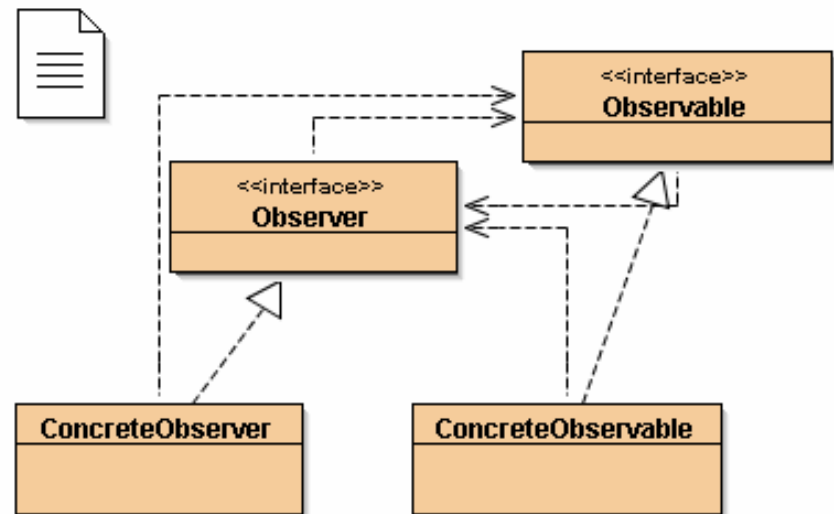 <<interface>>
Observable
<<interface>>
Observer
ConcreteObserver
ConcreteObservable